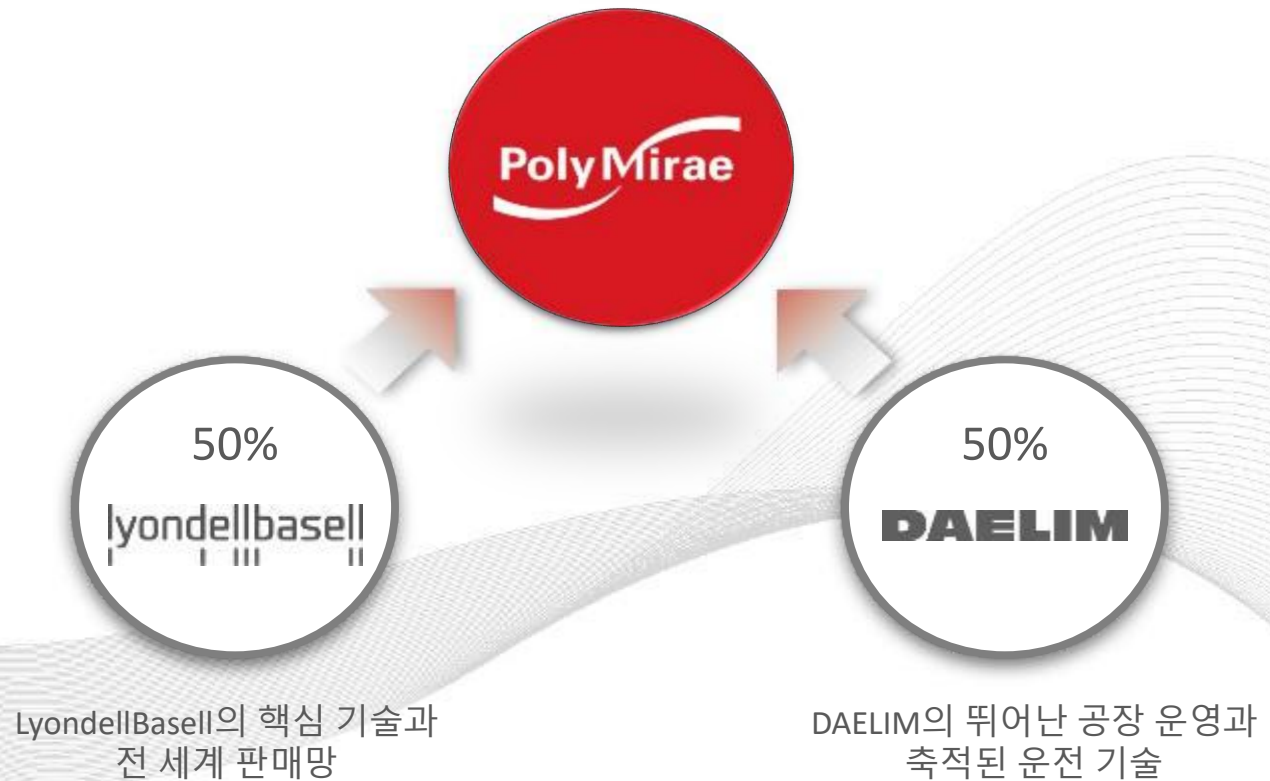 PolyMirae
50%
lyondellbasell
50%
DAELIM
LyondellBasell의 핵심 기술과
전 세계 판매망
DAELIM의 뛰어난 공장 운영과
축적된 운전 기술